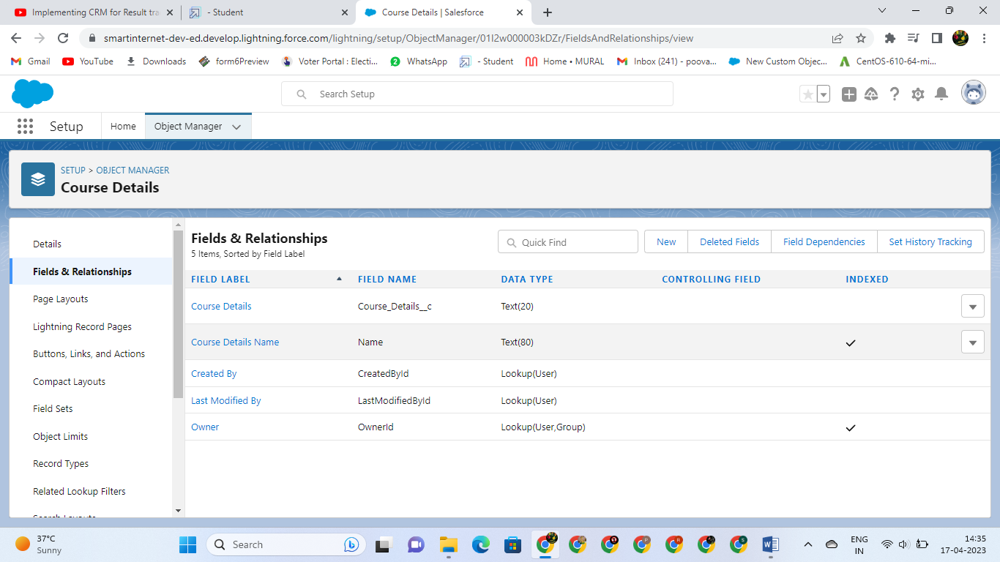 Implementing CRM for Result tra
- Student
Course Details | Salesforce
smartinternet-dev-ed.develop.lightning.force.com/lightning/setup/ObjectManager/01I2w000003kDZr/FieldsAndRelationships/view
Gmail
YouTube
Downloads
form6Preview
Voter Portal : Electi...
2
WhatsApp
- Student
Home • MURAL
Inbox (241) - poova...
New Custom Objec...
CentOS-610-64-mi...
Search Setup
Setup
Home
Object Manager
SETUP > OBJECT MANAGER
Course Details
Details
Fields & Relationships
Page Layouts
Lightning Record Pages
Buttons, Links, and Actions
Compact Layouts
Field Sets
Object Limits
Record Types
Related Lookup Filters
Search Layouts
Fields & Relationships
5 Items, Sorted by Field Label
Quick Find
New
Deleted Fields
Field Dependencies
Set History Tracking
FIELD LABEL FIELD NAME DATA TYPE CONTROLLING FIELD INDEXED
Course Details Course_Details__c Text(20)
Course Details Name Name Text(80)
Created By CreatedById Lookup(User)
Last Modified By LastModifiedById Lookup(User)
Owner OwnerId Lookup(User,Group)
37°C
Sunny
Search
ENG
IN
14:35
17-04-2023